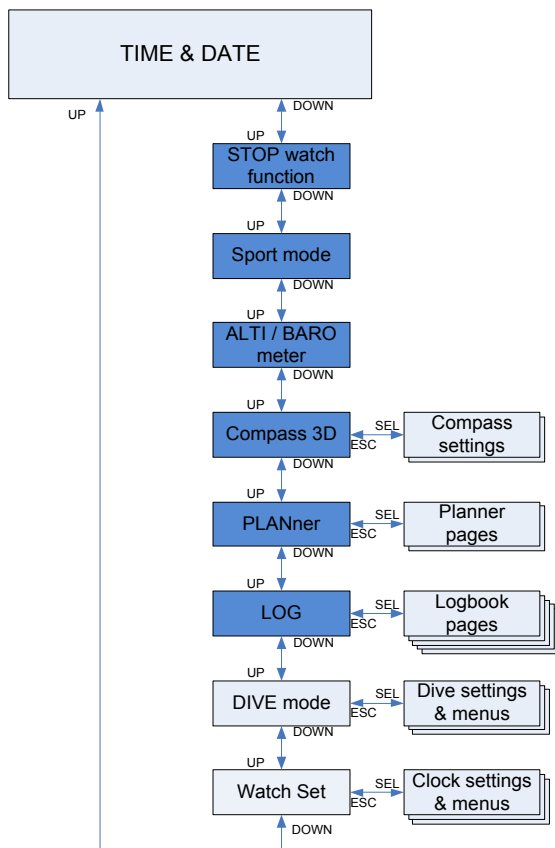 TIME & DATE
UP
DOWN
UP
STOP watch
function
DOWN
UP
Sport mode
DOWN
UP
ALTI / BARO
meter
DOWN
UP
Compass 3D
SEL
ESC
Compass
settings
DOWN
UP
PLANner
SEL
ESC
Planner
pages
DOWN
UP
LOG
SEL
ESC
Logbook
pages
DOWN
UP
DIVE mode
SEL
ESC
Dive settings
& menus
DOWN
UP
Watch Set
SEL
ESC
Clock settings
& menus
DOWN